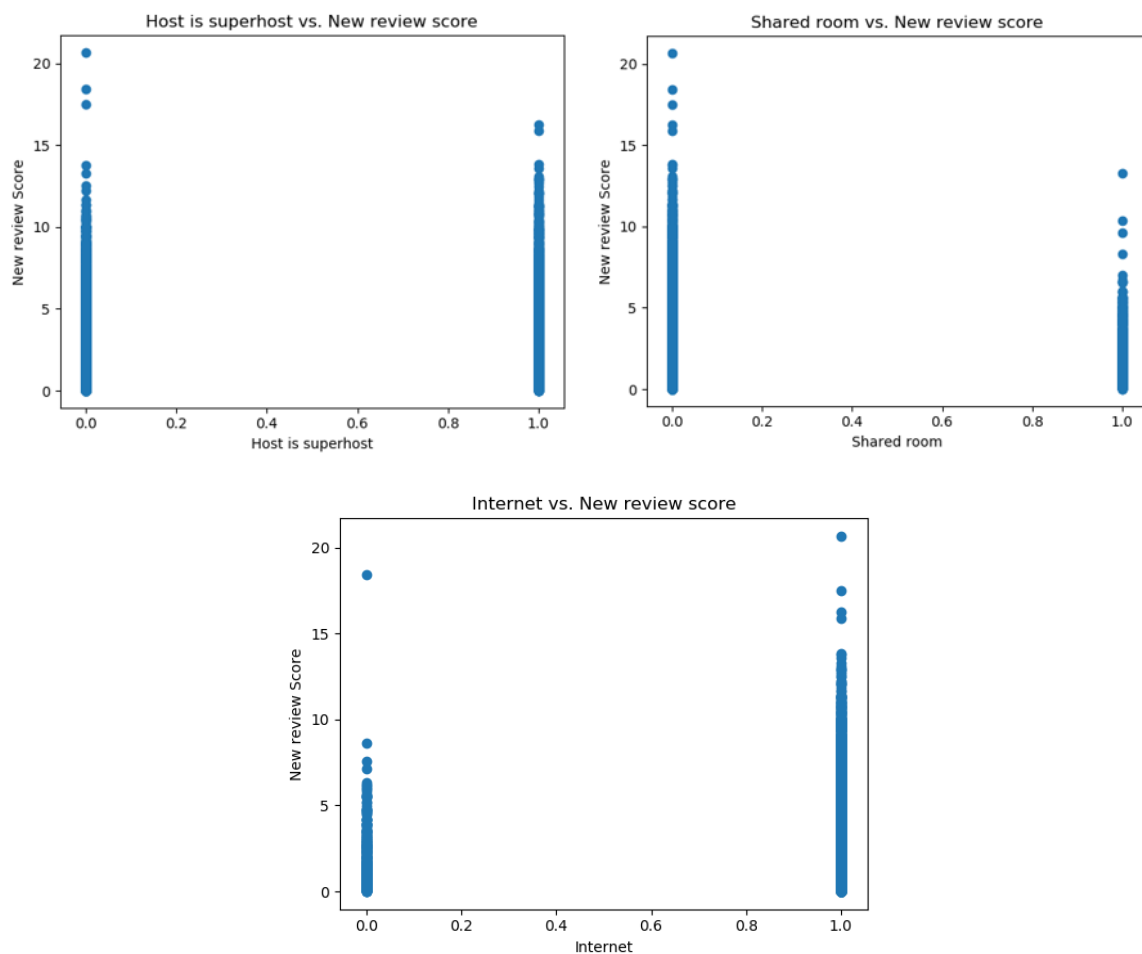 Host is superhost vs. New review score
New review Score
20
15
10
5
0
0.0 0.2 0.4 0.6 0.8 1.0
Host is superhost
Shared room vs. New review score
New review Score
20
15
10
5
0
0.0 0.2 0.4 0.6 0.8 1.0
Shared room
Internet vs. New review score
New review Score
20
15
10
5
0
0.0 0.2 0.4 0.6 0.8 1.0
Internet